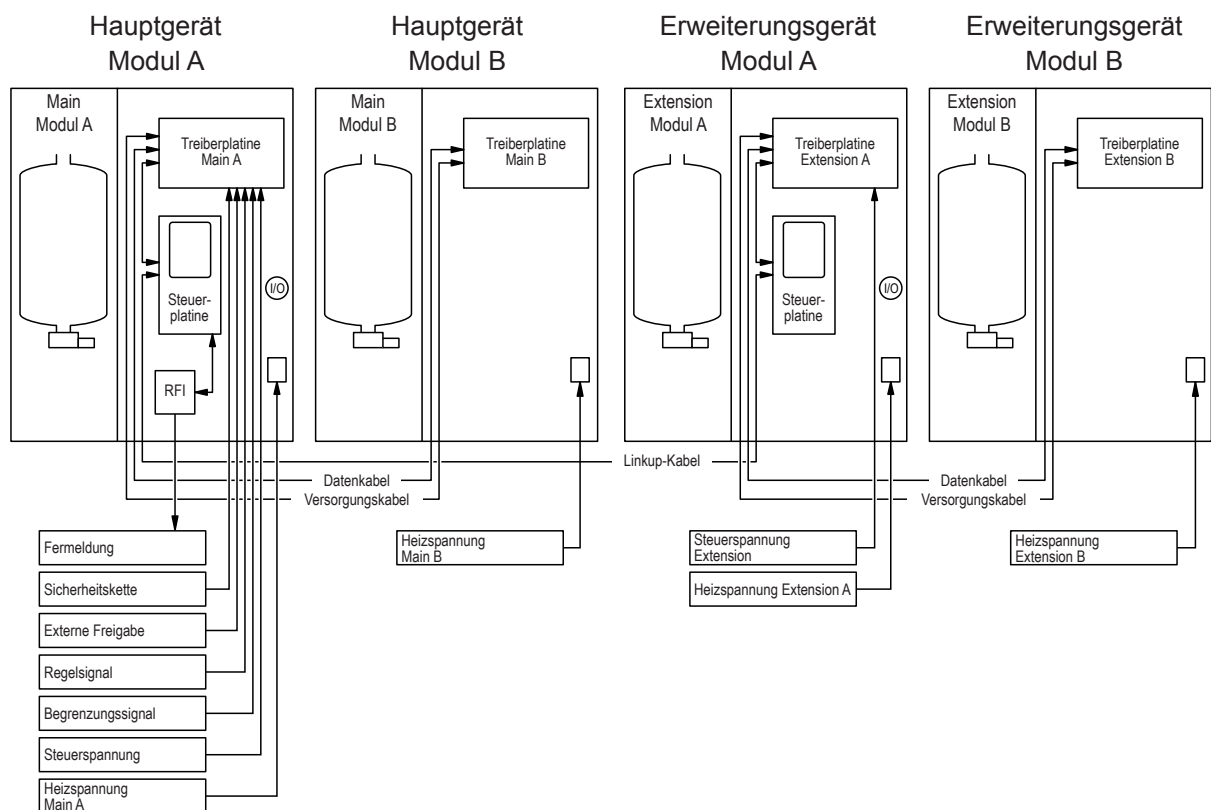 Hauptgerät
Modul A
Hauptgerät
Modul B
Erweiterungsgerät
Modul A
Erweiterungsgerät
Modul B
Main
Modul A
Treiberplatine
Main A
Steuer-
platine
I/O
RFI
Main
Modul B
Treiberplatine
Main B
Extension
Modul A
Treiberplatine
Extension A
Steuer-
platine
I/O
Extension
Modul B
Treiberplatine
Extension B
Linkup-Kabel
Datenkabel
Versorgungskabel
Datenkabel
Versorgungskabel
Fermeldung
Sicherheitskette
Externe Freigabe
Regelsignal
Begrenzungssignal
Steuerspannung
Heizspannung
Main A
Heizspannung
Main B
Steuerspannung
Extension
Heizspannung Extension A
Heizspannung
Extension B